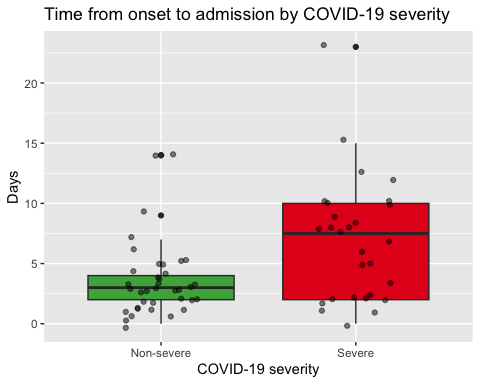 Time from onset to admission by COVID-19 severity
Days
20
15
10
5
0
Non-severe
Severe
COVID-19 severity